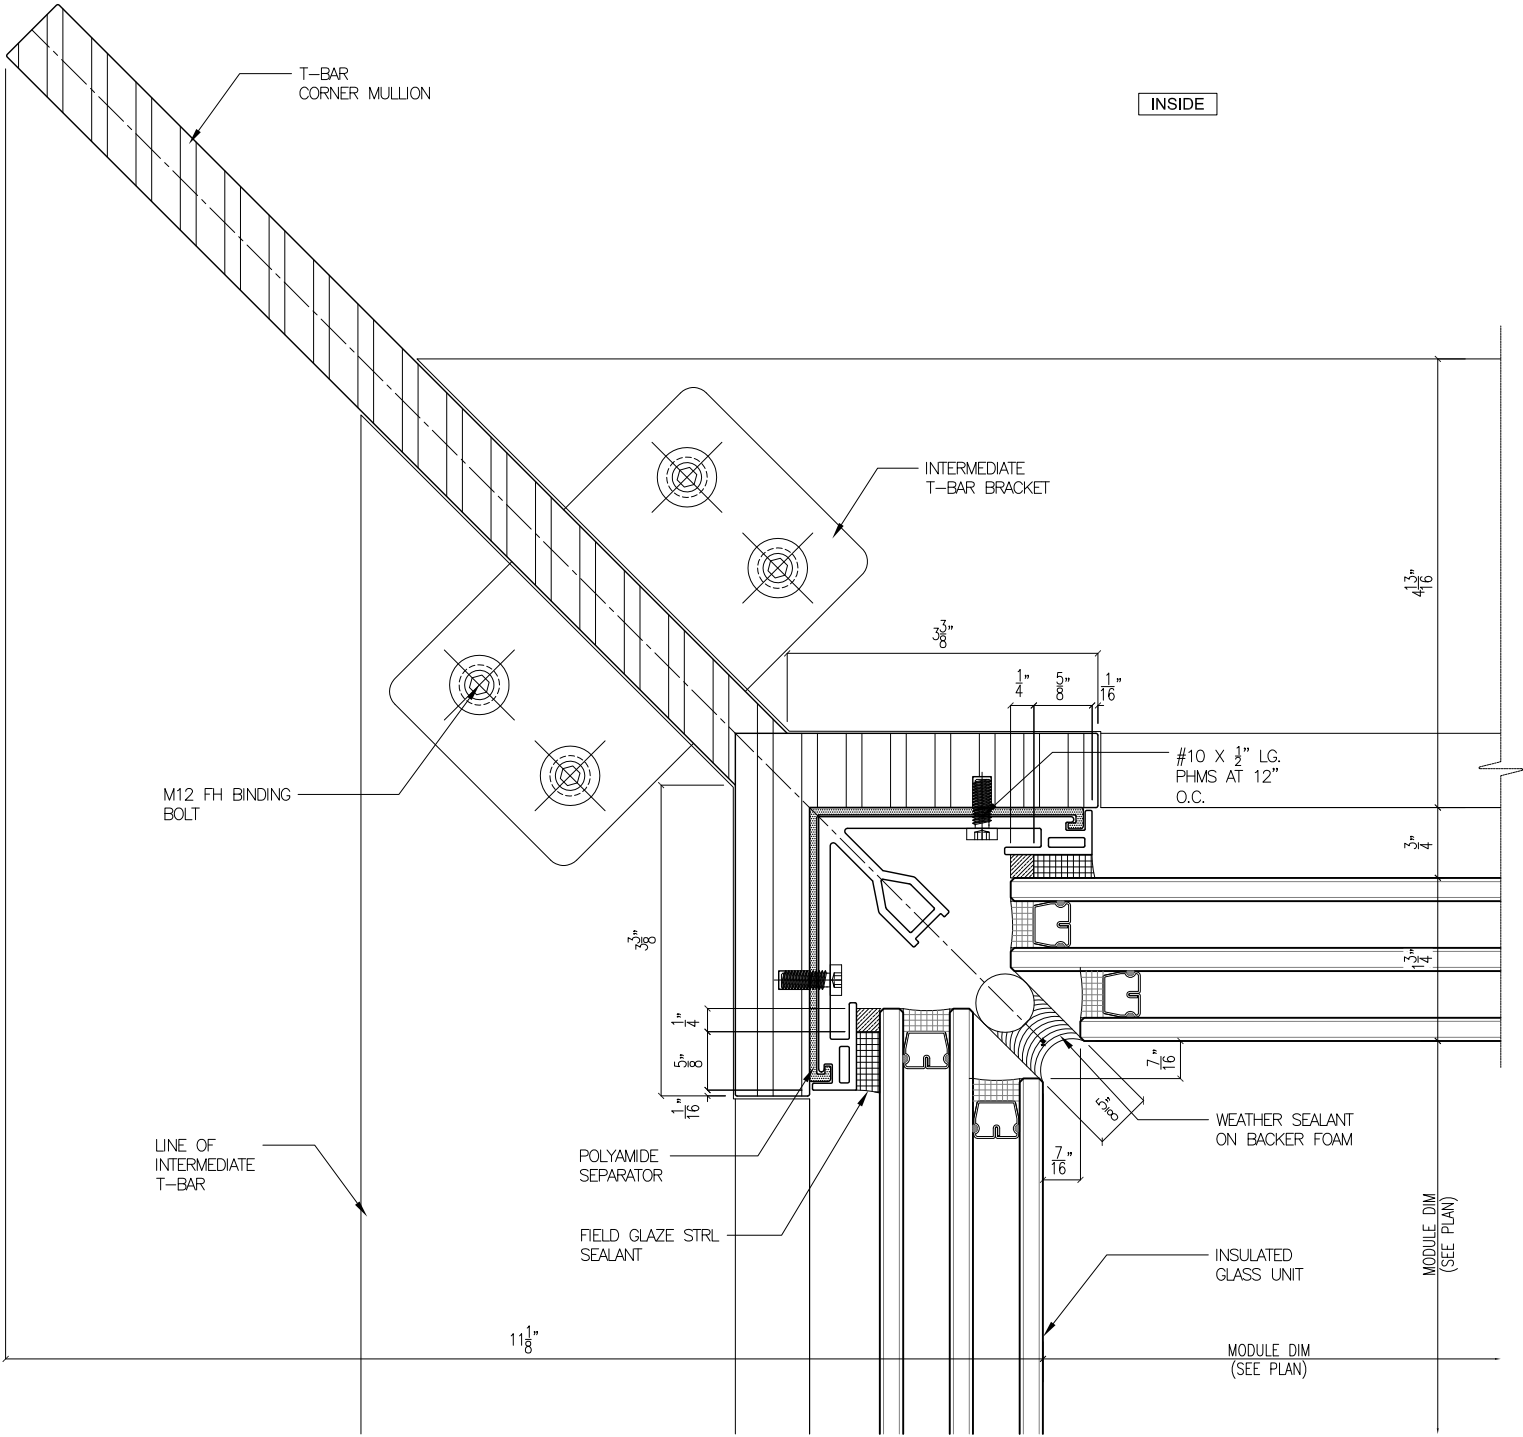 T-BAR
CORNER MULLION
INSIDE
INTERMEDIATE
T-BAR BRACKET
4 13/16"
3 3/8"
1/4"
5/8"
1/16"
#10 X 1/2" LG.
PHMS AT 12"
O.C.
M12 FH BINDING
BOLT
3/4"
3 3/8"
1 3/4"
1/4"
5/8"
1/16"
7/16"
5/8"
WEATHER SEALANT
ON BACKER FOAM
LINE OF
INTERMEDIATE
T-BAR
POLYAMIDE
SEPARATOR
7/16"
FIELD GLAZE STRL
SEALANT
MODULE DIM
(SEE PLAN)
INSULATED
GLASS UNIT
11 1/8"
MODULE DIM
(SEE PLAN)